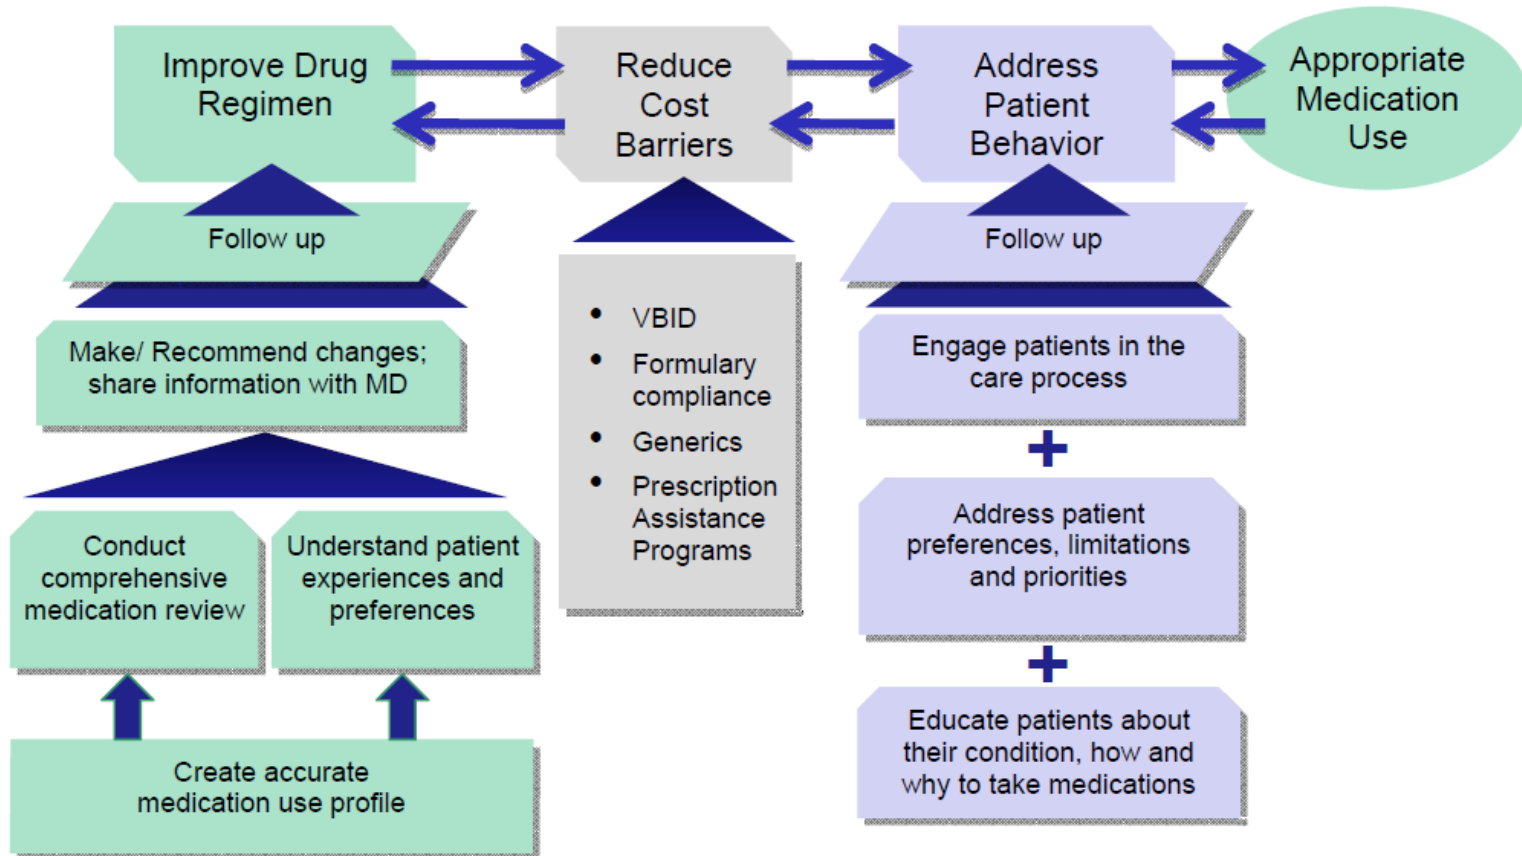 Improve Drug
Regimen
Reduce
Cost
Barriers
Address
Patient
Behavior
Appropriate
Medication
Use
Follow up
Make/ Recommend changes;
share information with MD
Conduct
comprehensive
medication review
Understand patient
experiences and
preferences
Create accurate
medication use profile
• VBID
• Formulary
compliance
• Generics
• Prescription
Assistance
Programs
Follow up
Engage patients in the
care process
+
Address patient
preferences, limitations
and priorities
+
Educate patients about
their condition, how and
why to take medications